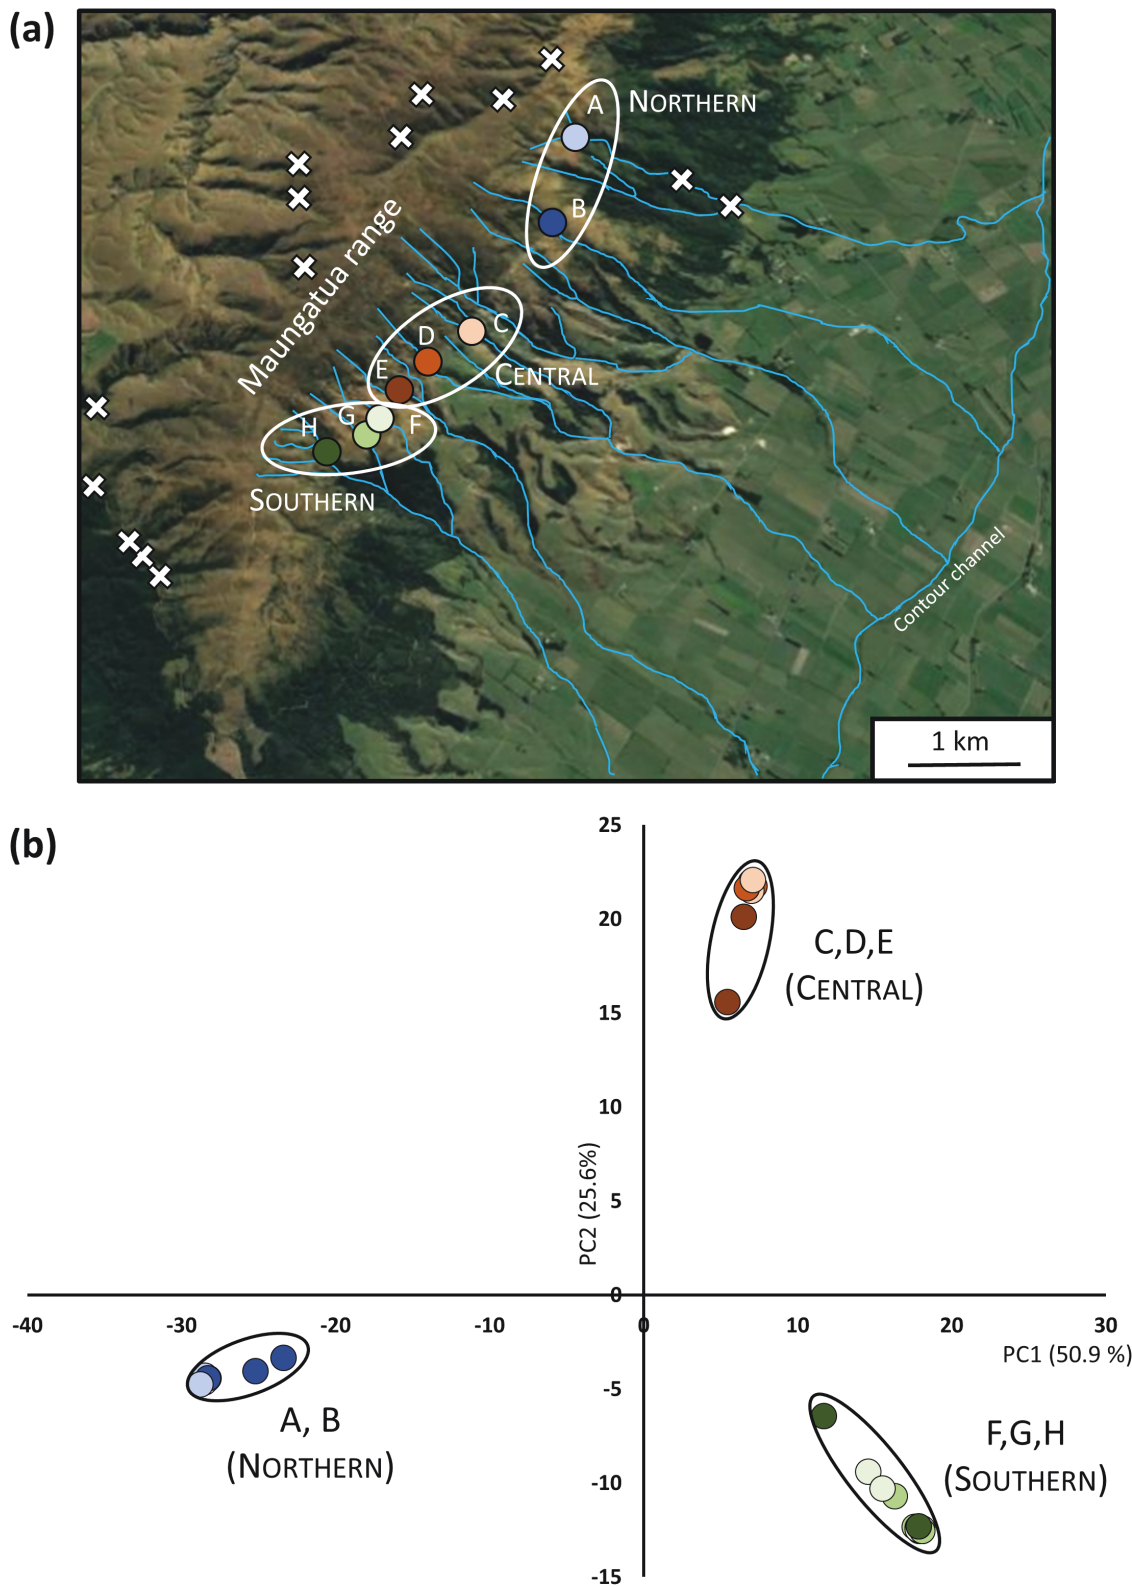 (a)
A
NORTHERN
B
Maungatua range
C
D
E
CENTRAL
H
G
F
SOUTHERN
Contour channel
1 km
(b)
25
20
C,D,E
(CENTRAL)
15
10
PC2 (25.6%)
5
0
-40
-30
-20
-10
0
10
20
30
PC1 (50.9 %)
-5
A, B
(NORTHERN)
F,G,H
(SOUTHERN)
-10
-15